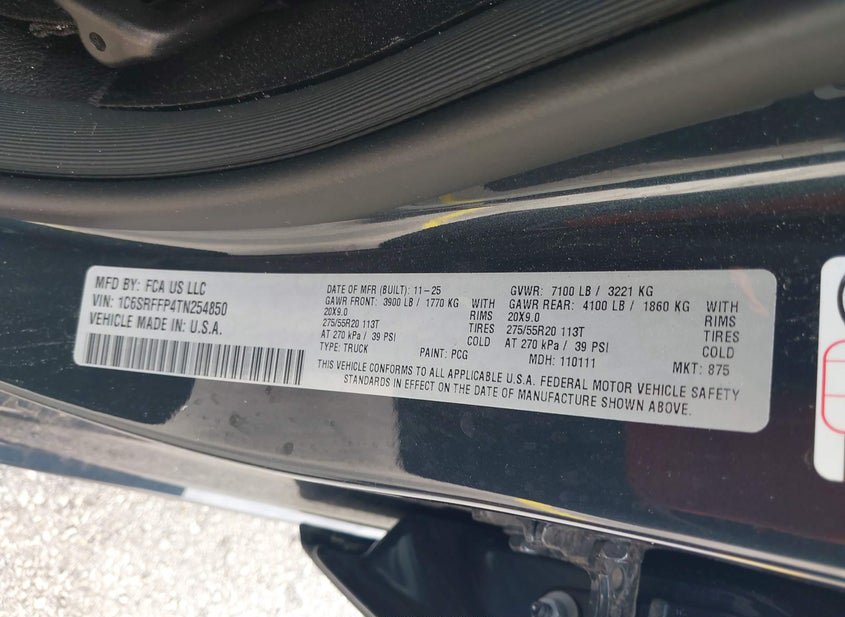 MFD BY: FCA US LLC
VIN: 1C6SRFFP4TN254850
VEHICLE MADE IN U.S.A.
DATE OF MFR (BUILT): 11-25 GVWR: 7100 LB / 3221 KG
GAWR FRONT: 3900 LB / 1770 KG WITH GAWR REAR: 4100 LB / 1860 KG WITH
20X9.0 RIMS 20X9.0 RIMS
275/55R20 113T TIRES 275/55R20 113T TIRES
AT 270 kPa / 39 PSI COLD AT 270 kPa / 39 PSI COLD
TYPE: TRUCK PAINT: PCG MDH: 110111 MKT: 875
THIS VEHICLE CONFORMS TO ALL APPLICABLE U.S.A. FEDERAL MOTOR VEHICLE SAFETY
STANDARDS IN EFFECT ON THE DATE OF MANUFACTURE SHOWN ABOVE.